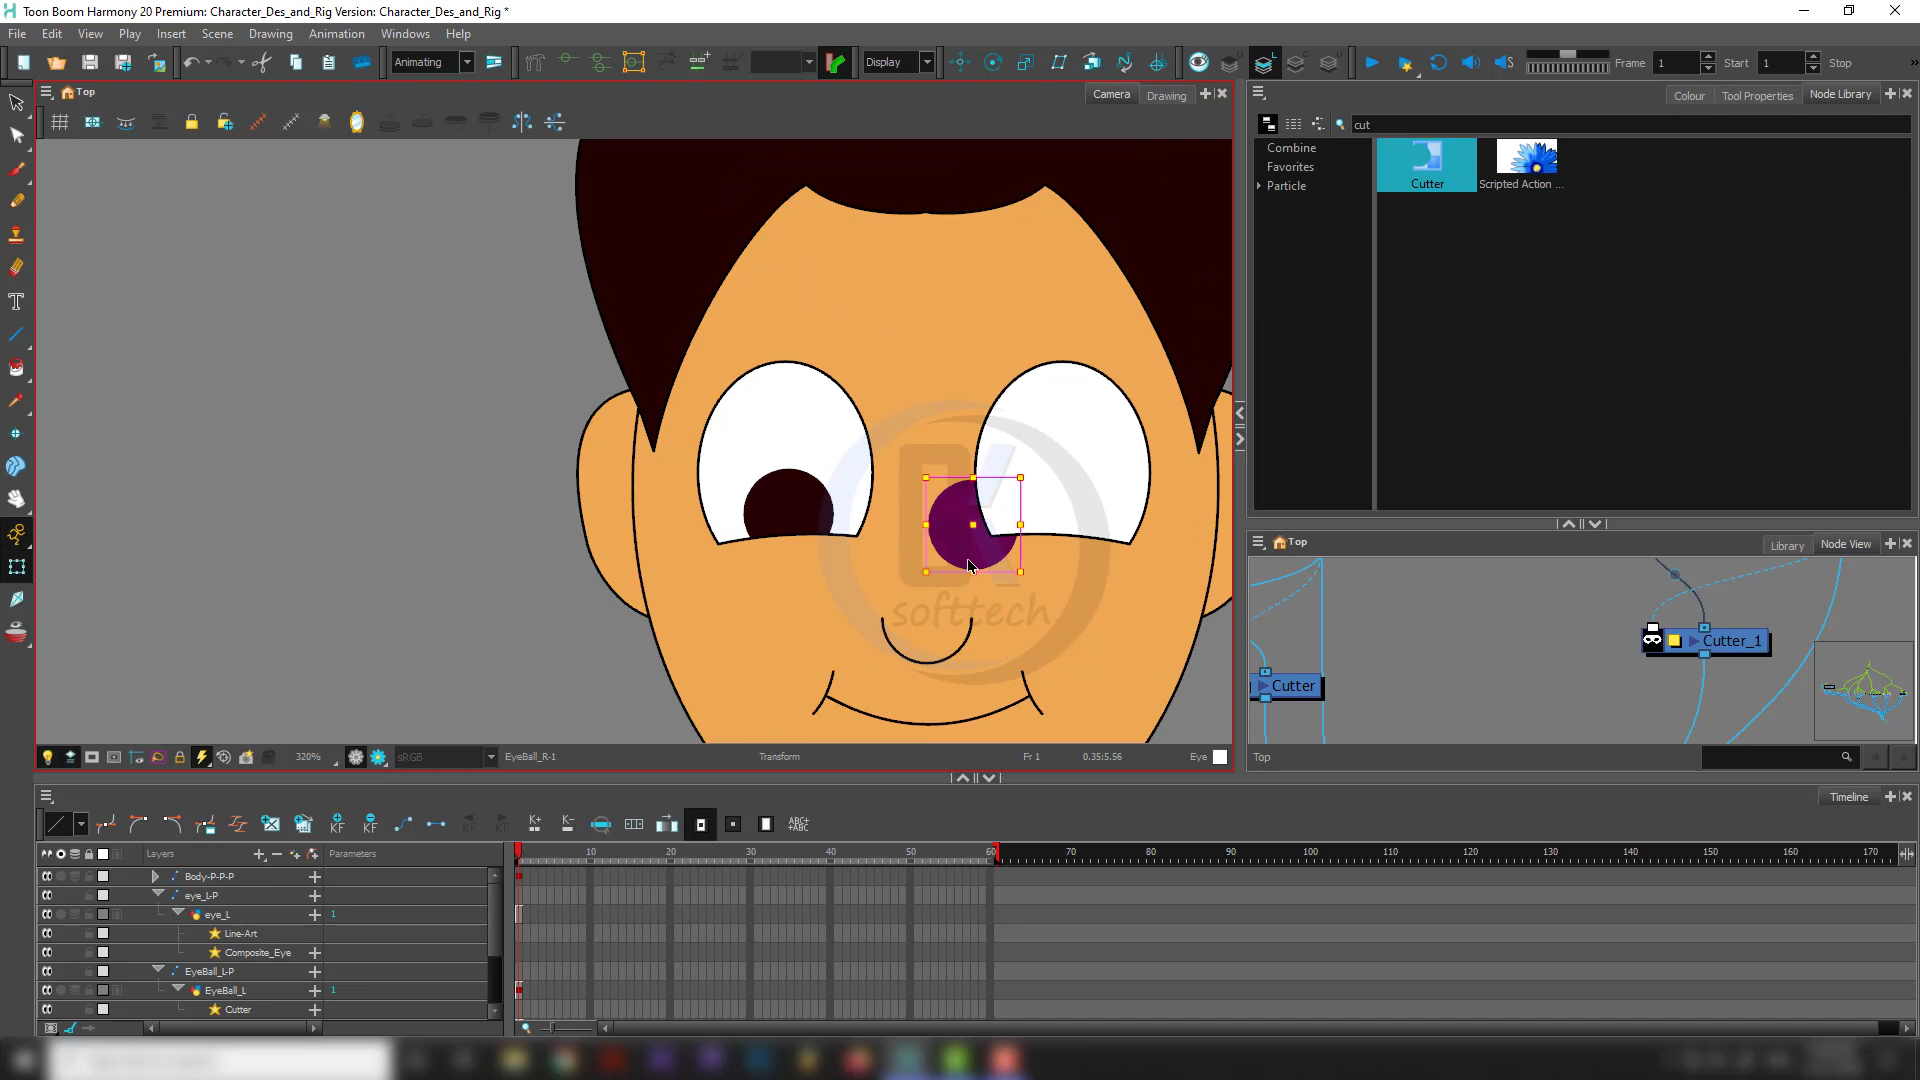 Toon Boom Harmony 20 Premium: Character_Des_and_Rig Version: Character_Des_and_Rig *
File Edit View Play Insert Scene Drawing Animation Windows Help
Animating Display Frame 1 Start 1 Stop
Top Camera Drawing
Colour Tool Properties Node Library
cut
Combine
Favorites
Particle
Cutter Scripted Action ...
softtech
Top Library Node View
Cutter_1
Cutter
320% sRGB EyeBall_R-1 Transform Fr 1 0.35:5.56 Eye
Top
Timeline
Layers Parameters
10 20 30 40 50 60 70 80 90 100 110 120 130 140 150 160 170
Body-P-P-P
eye_L-P
eye_L 1
Line-Art
Composite_Eye
EyeBall_L-P
EyeBall_L 1
Cutter